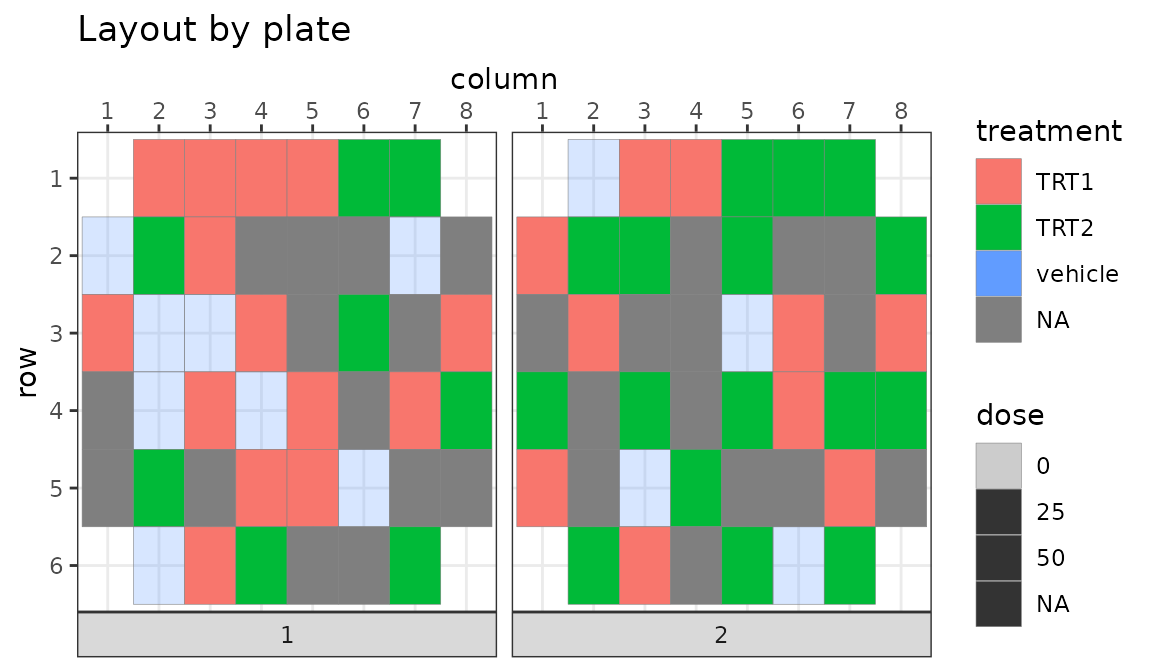 Layout by plate
column
1 2 3 4 5 6 7 8 1 2 3 4 5 6 7 8
row
1
2
3
4
5
6
1 2
treatment
TRT1
TRT2
vehicle
NA
dose
0
25
50
NA